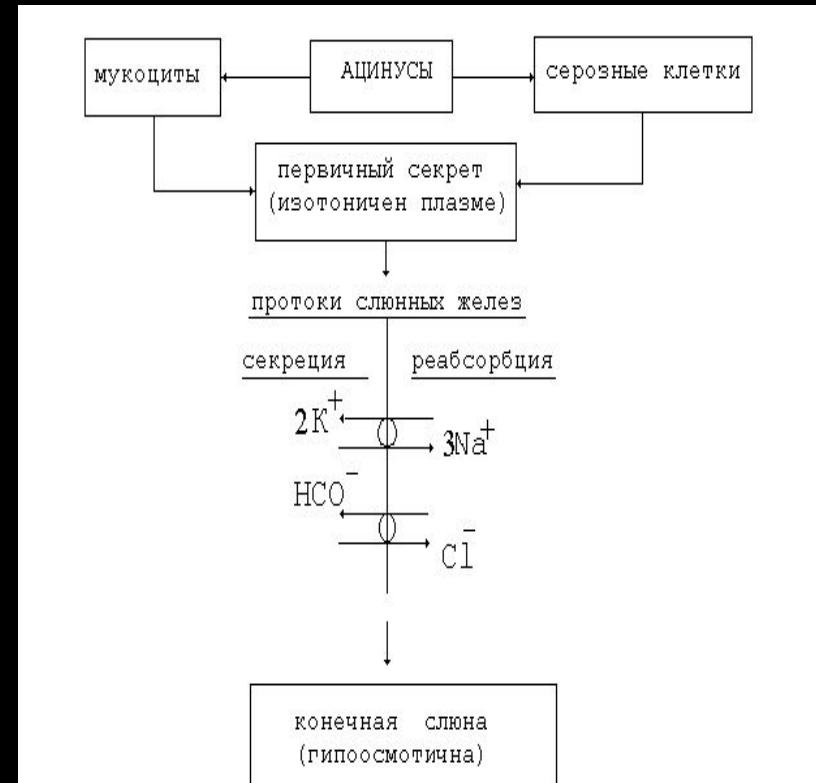 мукоциты
АЦИНУСЫ
серозные клетки
первичный секрет
(изотоничен плазме)
протоки слюнных желез
секреция
реабсорбция
2К⁺
3Na⁺
HCO⁻
Cl⁻
конечная слюна
(гипоосмотична)